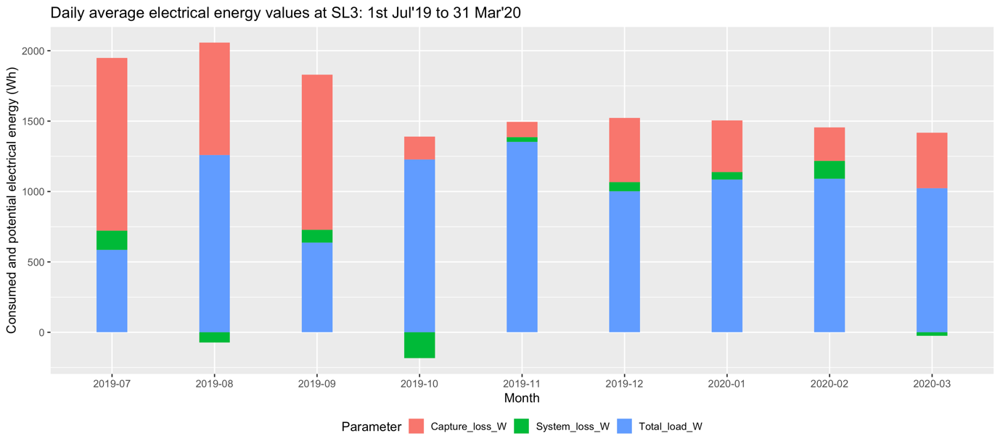 Daily average electrical energy values at SL3: 1st Jul'19 to 31 Mar'20
Consumed and potential electrical energy (Wh)
2000
1500
1000
500
0
2019-07 2019-08 2019-09 2019-10 2019-11 2019-12 2020-01 2020-02 2020-03
Month
Parameter Capture_loss_W System_loss_W Total_load_W